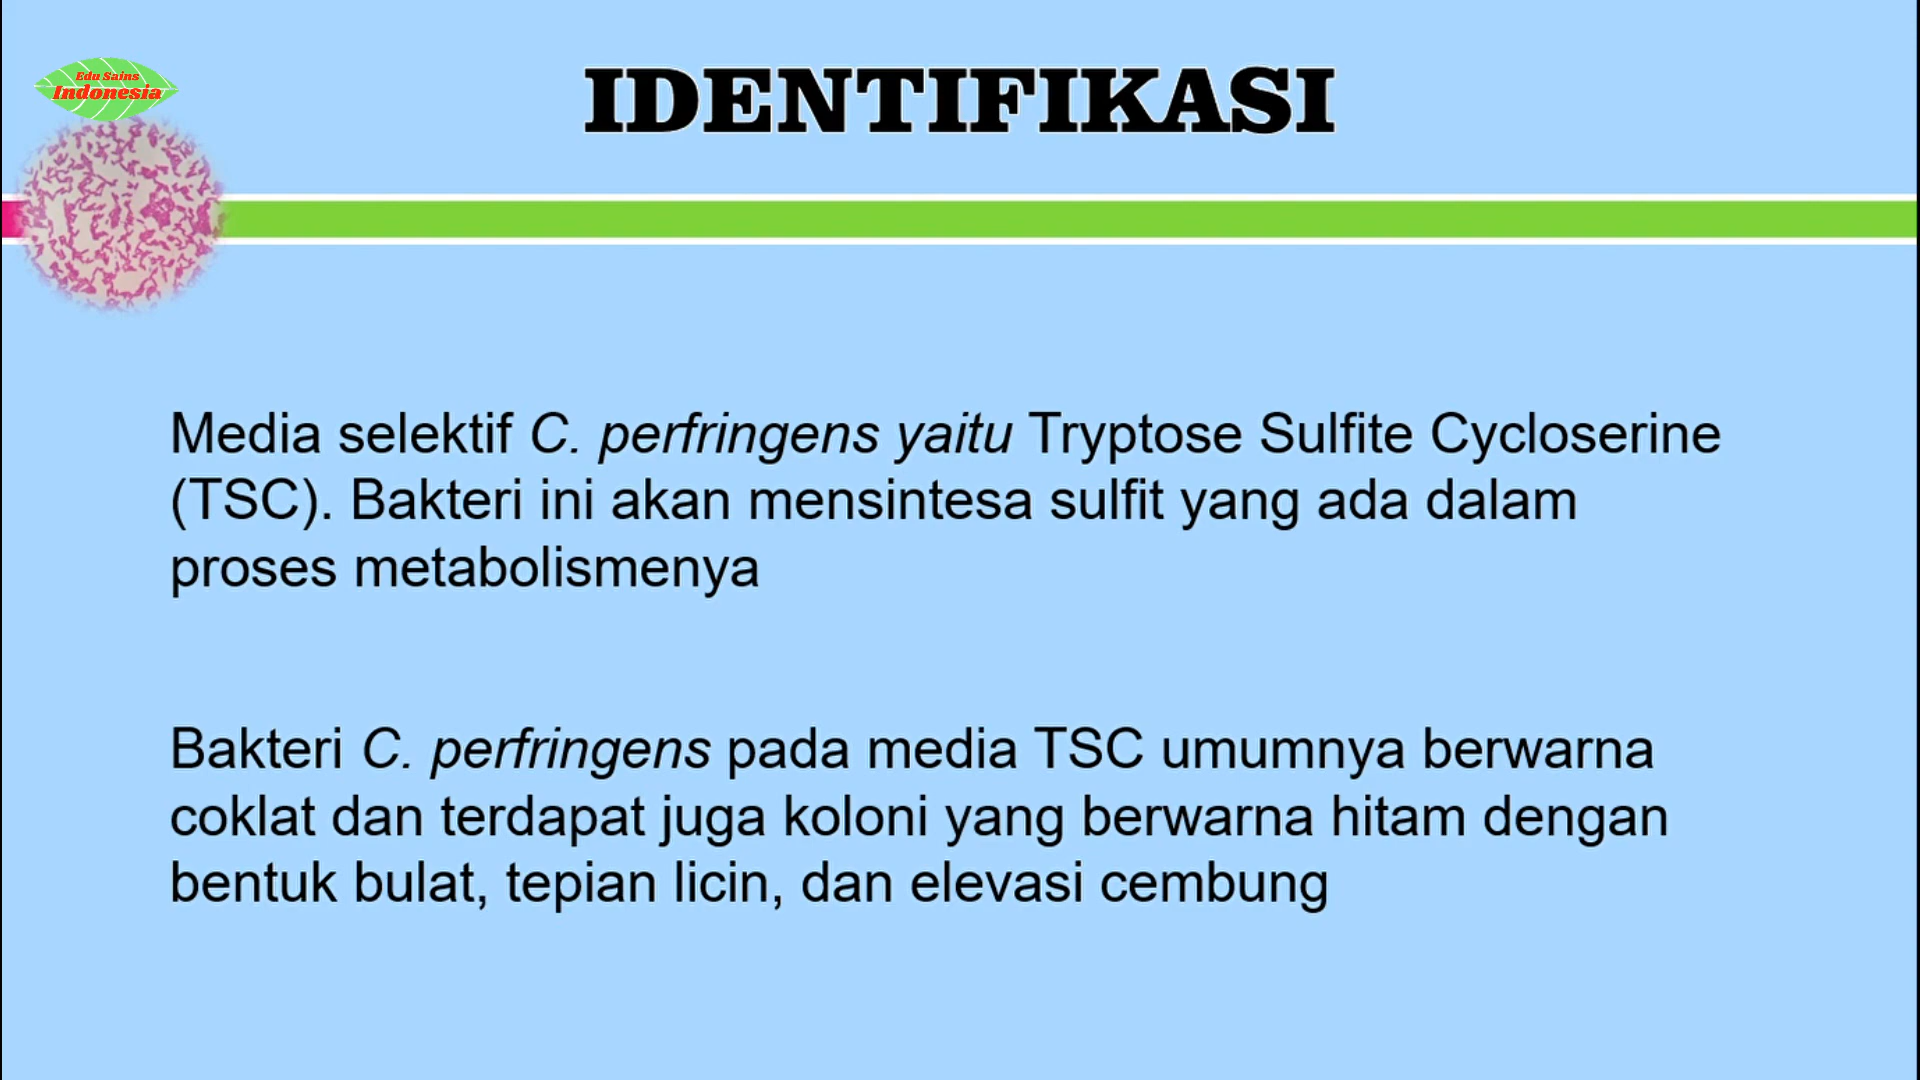 Edu Sains
Indonesia
IDENTIFIKASI
Media selektif C. perfringens yaitu Tryptose Sulfite Cycloserine
(TSC). Bakteri ini akan mensintesa sulfit yang ada dalam
proses metabolismenya
Bakteri C. perfringens pada media TSC umumnya berwarna
coklat dan terdapat juga koloni yang berwarna hitam dengan
bentuk bulat, tepian licin, dan elevasi cembung